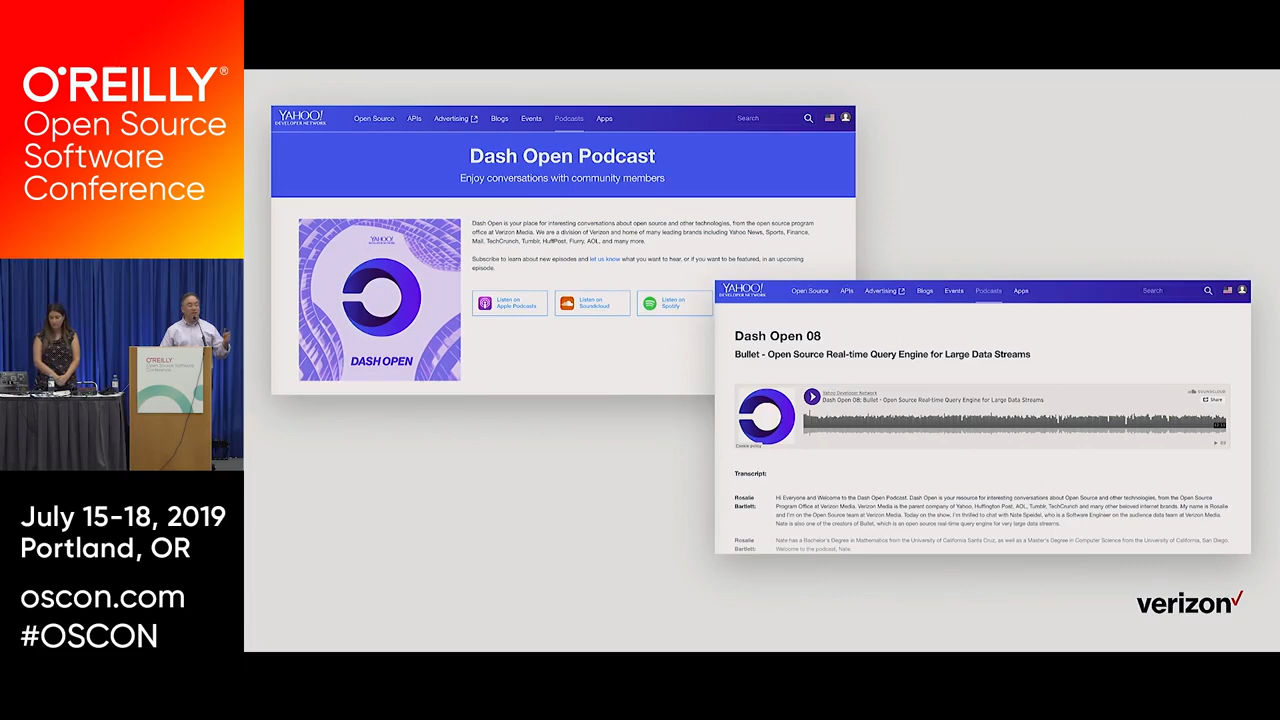 O'REILLY®
Open Source
Software
Conference
O'REILLY
Open Source Software
Conference
July 15-18, 2019
Portland, OR
oscon.com
#OSCON
YAHOO!
DEVELOPER NETWORK
Open Source
APIs
Advertising
Blogs
Events
Podcasts
Apps
Search
Dash Open Podcast
Enjoy conversations with community members
YAHOO!
DEVELOPER NETWORK
DASH OPEN
Dash Open is your place for interesting conversations about open source and other technologies, from the open source program
office at Verizon Media. We are a division of Verizon and home of many leading brands including Yahoo News, Sports, Finance,
Mail, TechCrunch, Tumblr, HuffPost, Flurry, AOL, and many more.
Subscribe to learn about new episodes and let us know what you want to hear, or if you want to be featured, in an upcoming
episode.
Listen on
Apple Podcasts
Listen on
Soundcloud
Listen on
Spotify
YAHOO!
DEVELOPER NETWORK
Open Source
APIs
Advertising
Blogs
Events
Podcasts
Apps
Search
Dash Open 08
Bullet - Open Source Real-time Query Engine for Large Data Streams
Yahoo Developer Network
Dash Open 08: Bullet - Open Source Real-time Query Engine for Large Data Streams
SOUNDCLOUD
Share
Cookie policy
Transcript:
Rosalie
Bartlett:
Hi Everyone and Welcome to the Dash Open Podcast. Dash Open is your resource for interesting conversations about Open Source and other technologies, from the Open Source
Program Office at Verizon Media. Verizon Media is the parent company of Yahoo, Huffington Post, AOL, Tumblr, TechCrunch and many other beloved internet brands. My name is Rosalie
and I'm on the Open Source team at Verizon Media. Today on the show, I'm thrilled to chat with Nate Speidel, who is a Software Engineer on the audience data team at Verizon Media.
Nate is also one of the creators of Bullet, which is an open source real-time query engine for very large data streams.
Rosalie
Bartlett:
Nate has a Bachelor's Degree in Mathematics from the University of California Santa Cruz, as well as a Master's Degree in Computer Science from the University of California, San Diego.
Welcome to the podcast, Nate.
verizon